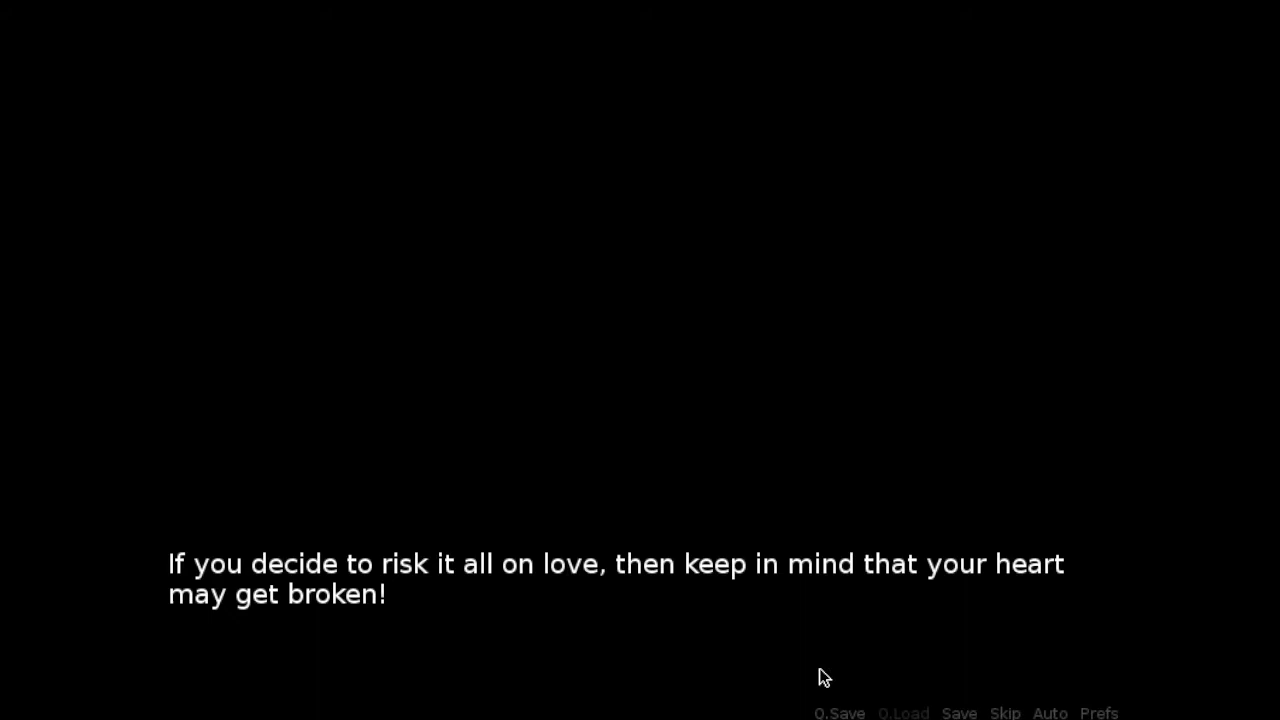 If you decide to risk it all on love, then keep in mind that your heart
may get broken!
Q.Save Q.Load Save Skip Auto Prefs